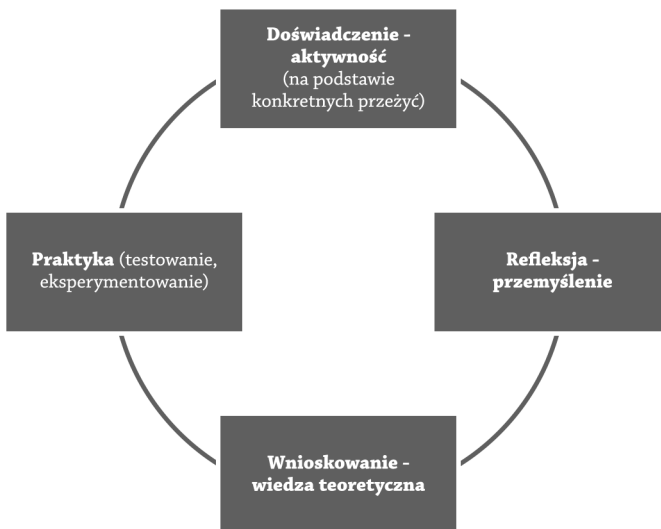 Doświadczenie -
aktywność
(na podstawie
konkretnych przeżyć)
Praktyka (testowanie,
eksperymentowanie)
Refleksja -
przemyślenie
Wnioskowanie -
wiedza teoretyczna